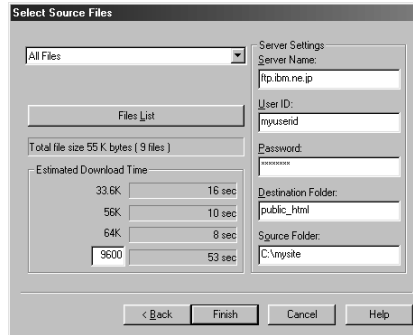 Select Source Files
All Files
Files List
Total file size 55 K bytes ( 9 files )
Estimated Download Time
33.6K 16 sec
56K 10 sec
64K 8 sec
9600 53 sec
Server Settings
Server Name:
ftp.ibm.ne.jp
User ID:
myuserid
Password:
********
Destination Folder:
public_html
Source Folder:
C:\mysite
< Back Finish Cancel Help